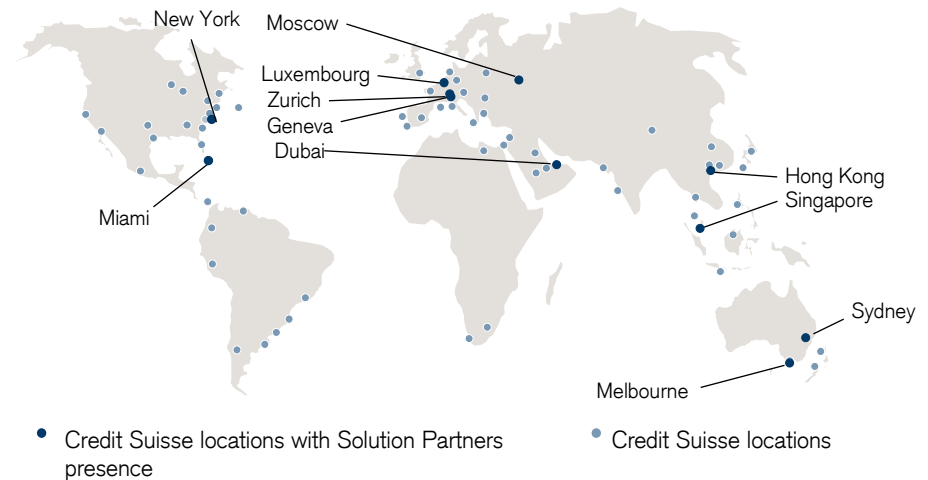 New York
Moscow
Luxembourg
Zurich
Geneva
Dubai
Miami
Hong Kong
Singapore
Sydney
Melbourne
Credit Suisse locations with Solution Partners
presence
Credit Suisse locations